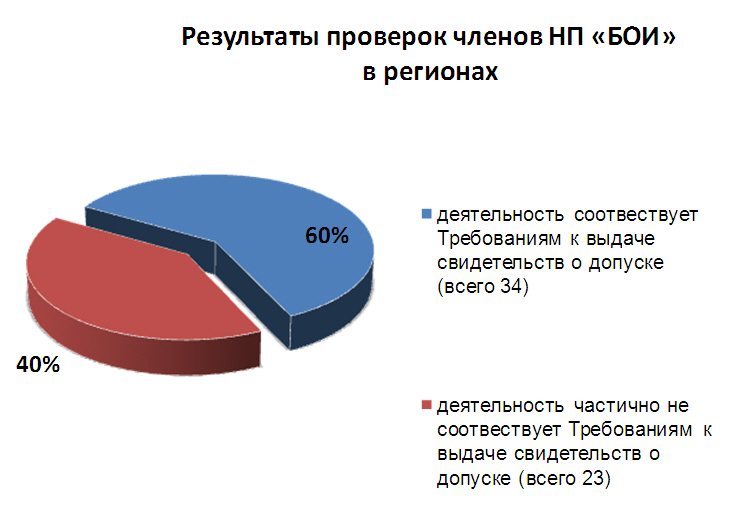 Результаты проверок членов НП «БОИ»
в регионах
60%
40%
деятельность соотвествует
Требованиям к выдаче
свидетельств о допуске
(всего 34)
деятельность частично не
соотвествует Требованиям к
выдаче свидетельств о
допуске (всего 23)